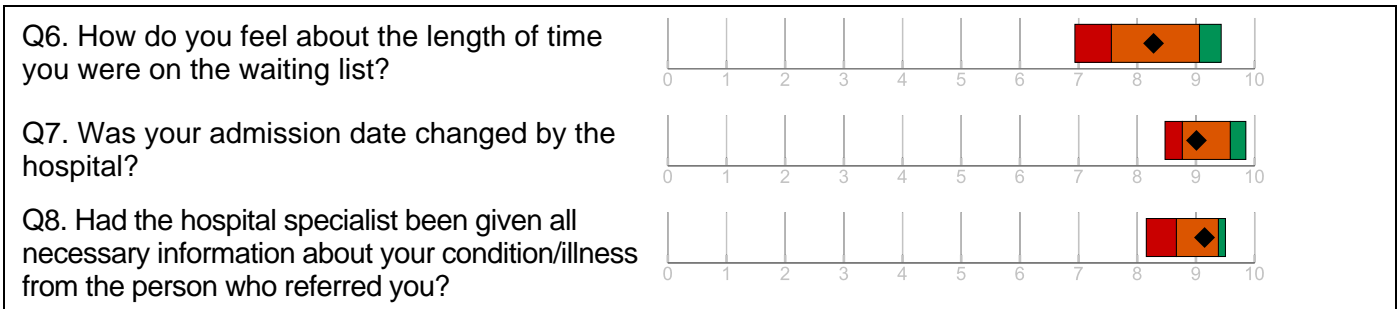 Q6. How do you feel about the length of time
you were on the waiting list?
0 1 2 3 4 5 6 7 8 9 10
Q7. Was your admission date changed by the
hospital?
0 1 2 3 4 5 6 7 8 9 10
Q8. Had the hospital specialist been given all
necessary information about your condition/illness
from the person who referred you?
0 1 2 3 4 5 6 7 8 9 10